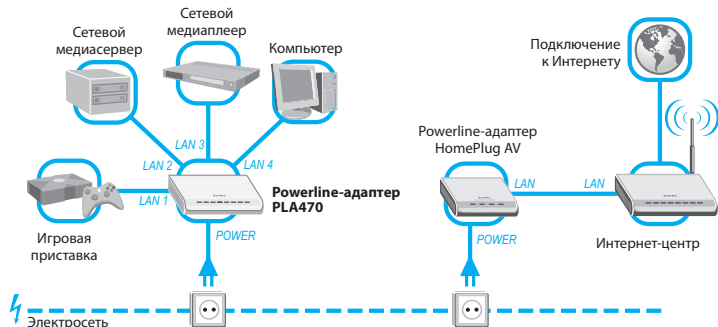 Сетевой
медиасервер
Сетевой
медиаплеер
Компьютер
Подключение
к Интернету
LAN 3
LAN 2
LAN 4
LAN 1
Powerline-адаптер
HomePlug AV
LAN
LAN
Powerline-адаптер
PLA470
Игровая
приставка
POWER
POWER
Интернет-центр
Электросеть